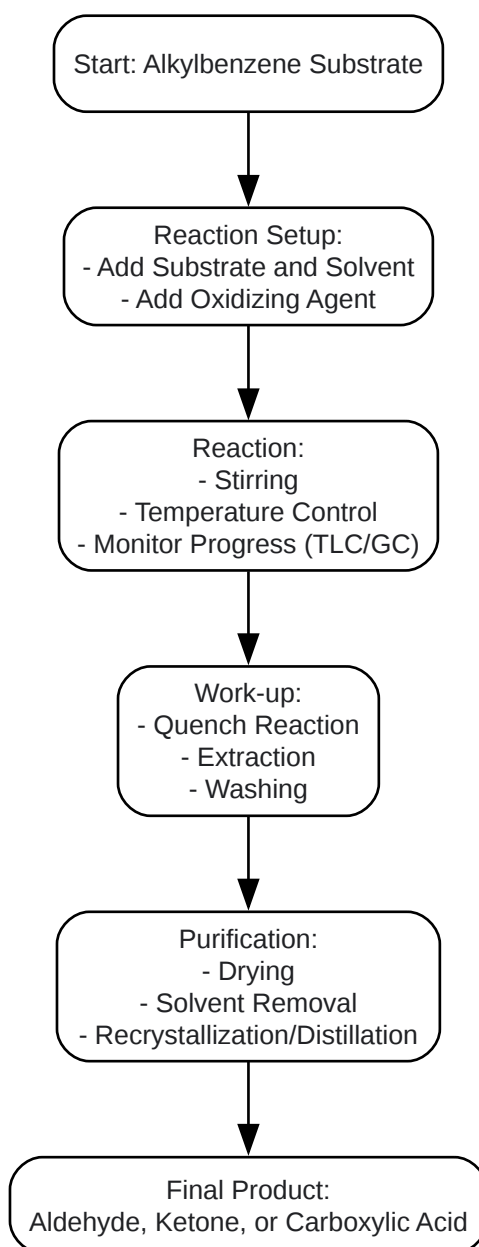 Start: Alkylbenzene Substrate
Reaction Setup:
- Add Substrate and Solvent
- Add Oxidizing Agent
Reaction:
- Stirring
- Temperature Control
- Monitor Progress (TLC/GC)
Work-up:
- Quench Reaction
- Extraction
- Washing
Purification:
- Drying
- Solvent Removal
- Recrystallization/Distillation
Final Product:
Aldehyde, Ketone, or Carboxylic Acid